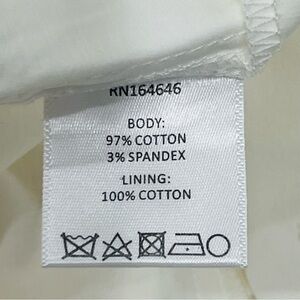 RN164646
BODY:
97% COTTON
3% SPANDEX
LINING:
100% COTTON